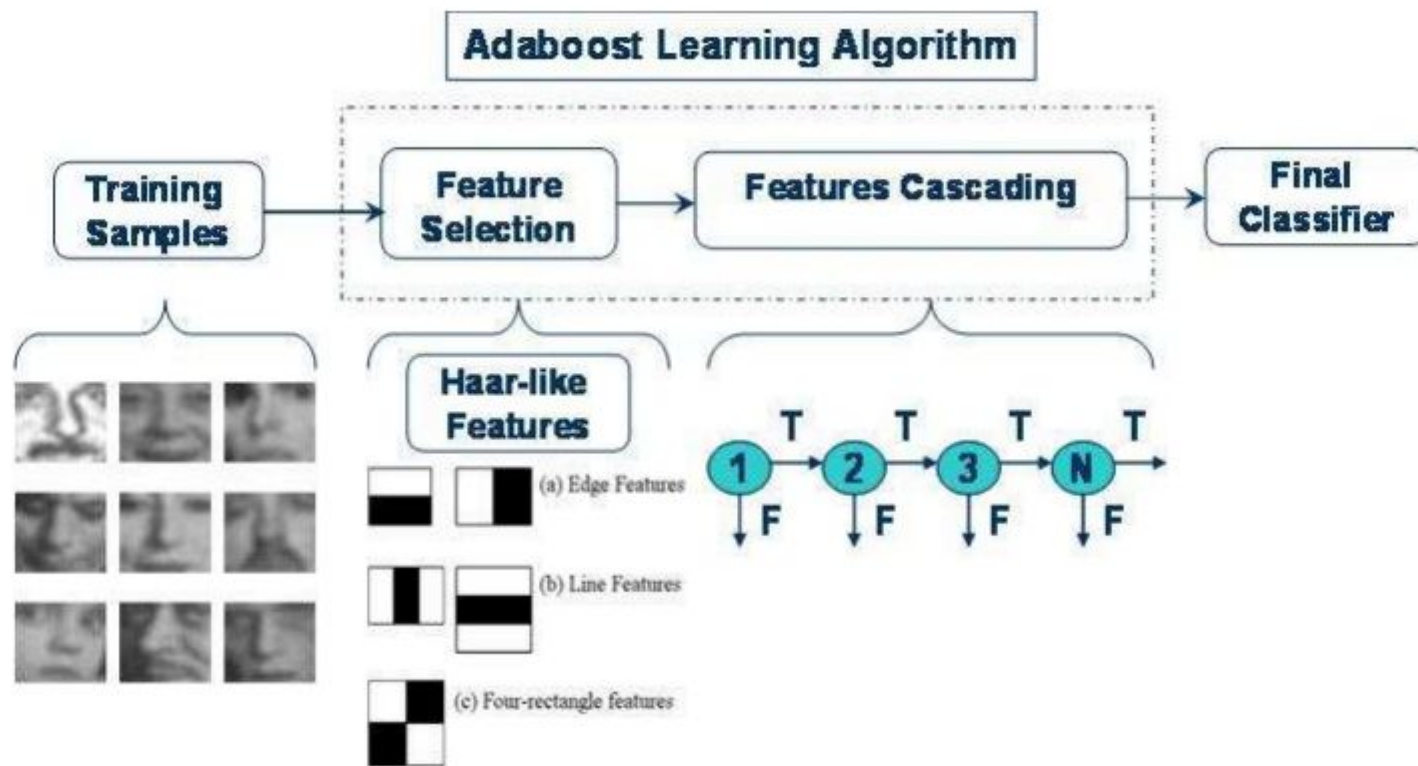 Adaboost Learning Algorithm
Training
Samples
Feature
Selection
Features Cascading
Final
Classifier
Haar-like
Features
(a) Edge Features
(b) Line Features
(c) Four-rectangle features
T T T T
1 2 3 N
F F F F